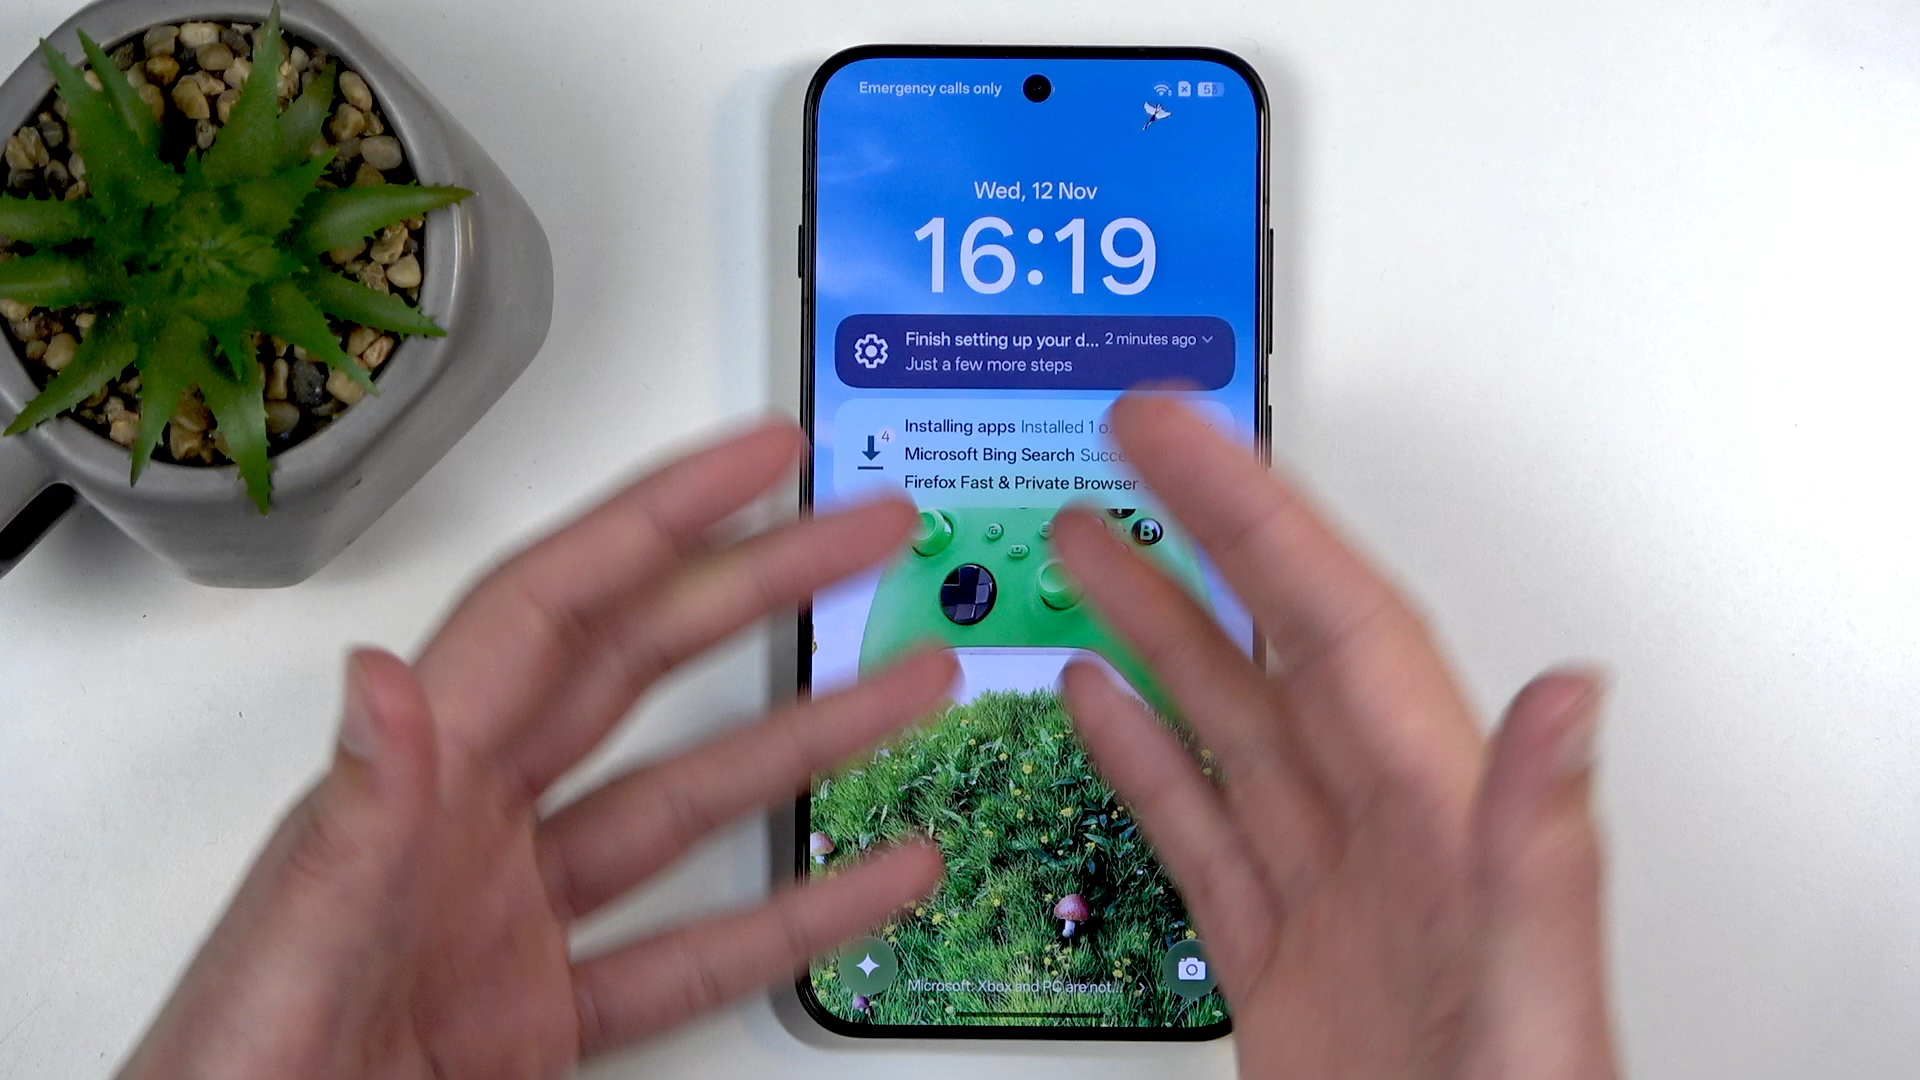 Emergency calls only
Wed, 12 Nov
16:19
Finish setting up your d... 2 minutes ago
Just a few more steps
4
Installing apps Installed 1 o
Microsoft Bing Search
Firefox Fast & Private Browser
B
Microsoft: Xbox and PC are not...